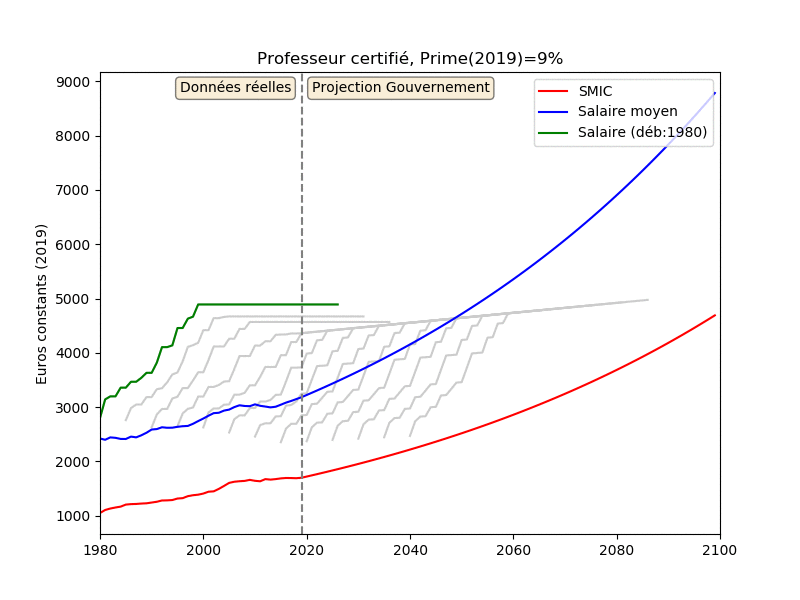 Professeur certifié, Prime(2019)=9%
Données réelles
Projection Gouvernement
SMIC
Salaire moyen
Salaire (déb:1980)
Euros constants (2019)
9000
8000
7000
6000
5000
4000
3000
2000
1000
1980
2000
2020
2040
2060
2080
2100